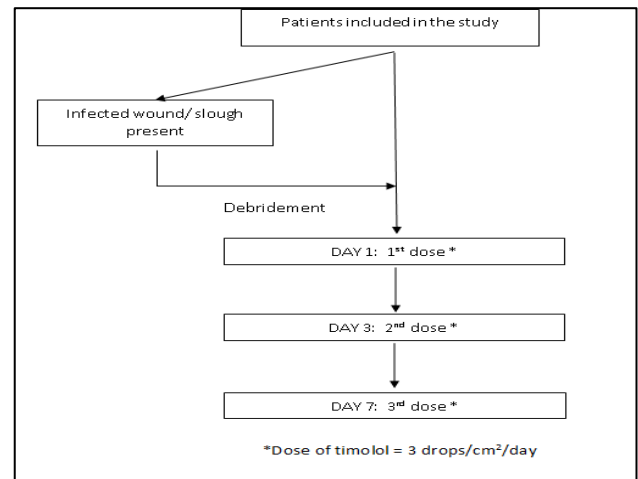 Patients included in the study
Infected wound/ slough
present
Debridement
DAY 1:  1ˢᵗ dose *
DAY 3:  2ⁿᵈ dose *
DAY 7:  3ʳᵈ dose *
*Dose of timolol = 3 drops/cm²/day